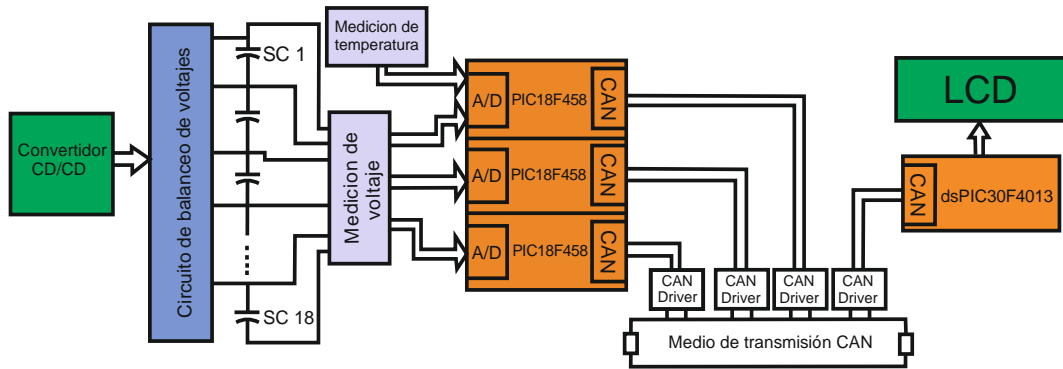 Convertidor
CD/CD
Circuito de balanceo de voltajes
SC 1
SC 18
Medicion de
temperatura
Medicion de
voltaje
A/D
PIC18F458
CAN
A/D
PIC18F458
CAN
A/D
PIC18F458
CAN
CAN
Driver
CAN
Driver
CAN
Driver
CAN
Driver
Medio de transmisión CAN
LCD
CAN
dsPIC30F4013